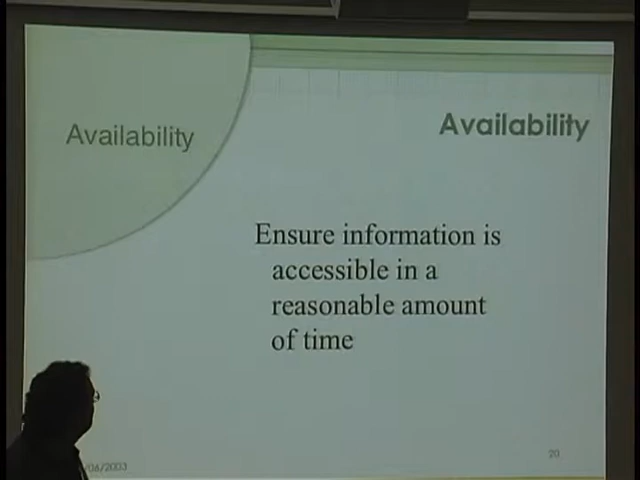 Availability
Availability
Ensure information is
accessible in a
reasonable amount
of time
/06/2003
20